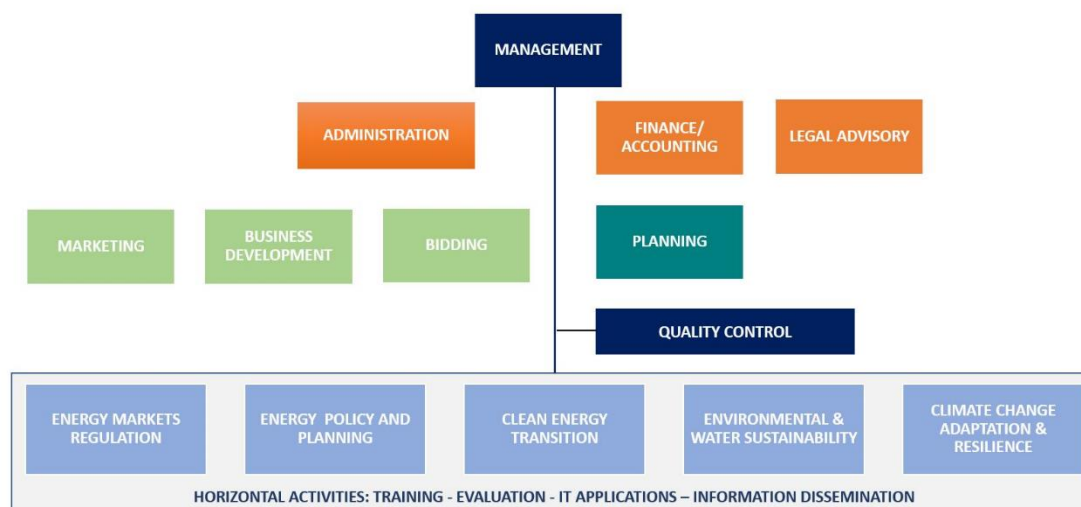 MANAGEMENT
ADMINISTRATION
FINANCE/
ACCOUNTING
LEGAL ADVISORY
MARKETING
BUSINESS
DEVELOPMENT
BIDDING
PLANNING
QUALITY CONTROL
ENERGY MARKETS
REGULATION
ENERGY POLICY AND
PLANNING
CLEAN ENERGY
TRANSITION
ENVIRONMENTAL &
WATER SUSTAINABILITY
CLIMATE CHANGE
ADAPTATION &
RESILIENCE
HORIZONTAL ACTIVITIES: TRAINING - EVALUATION - IT APPLICATIONS – INFORMATION DISSEMINATION